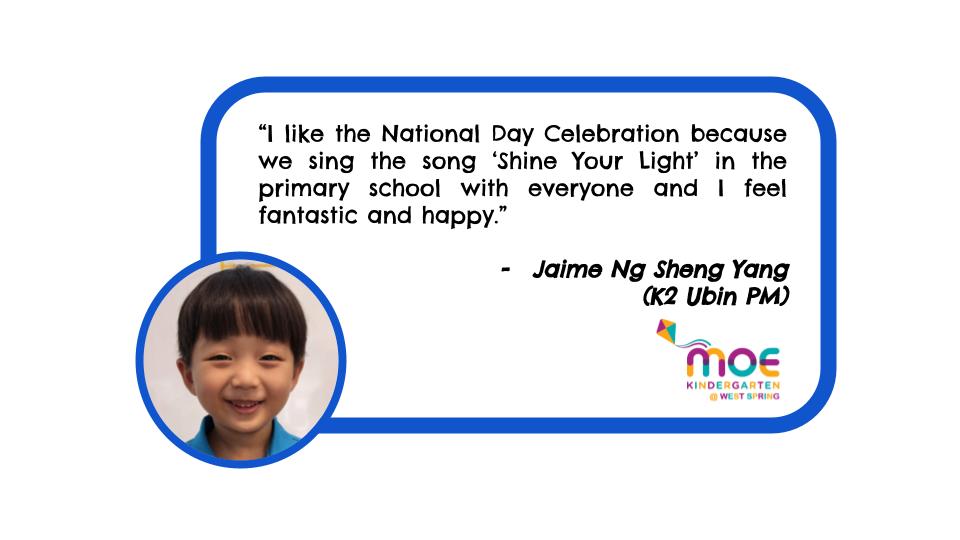 “I like the National Day Celebration because
we sing the song ‘Shine Your Light’ in the
primary school with everyone and I feel
fantastic and happy.”
- Jaime Ng Sheng Yang
(K2 Ubin PM)
moe
KINDERGARTEN
@ WEST SPRING